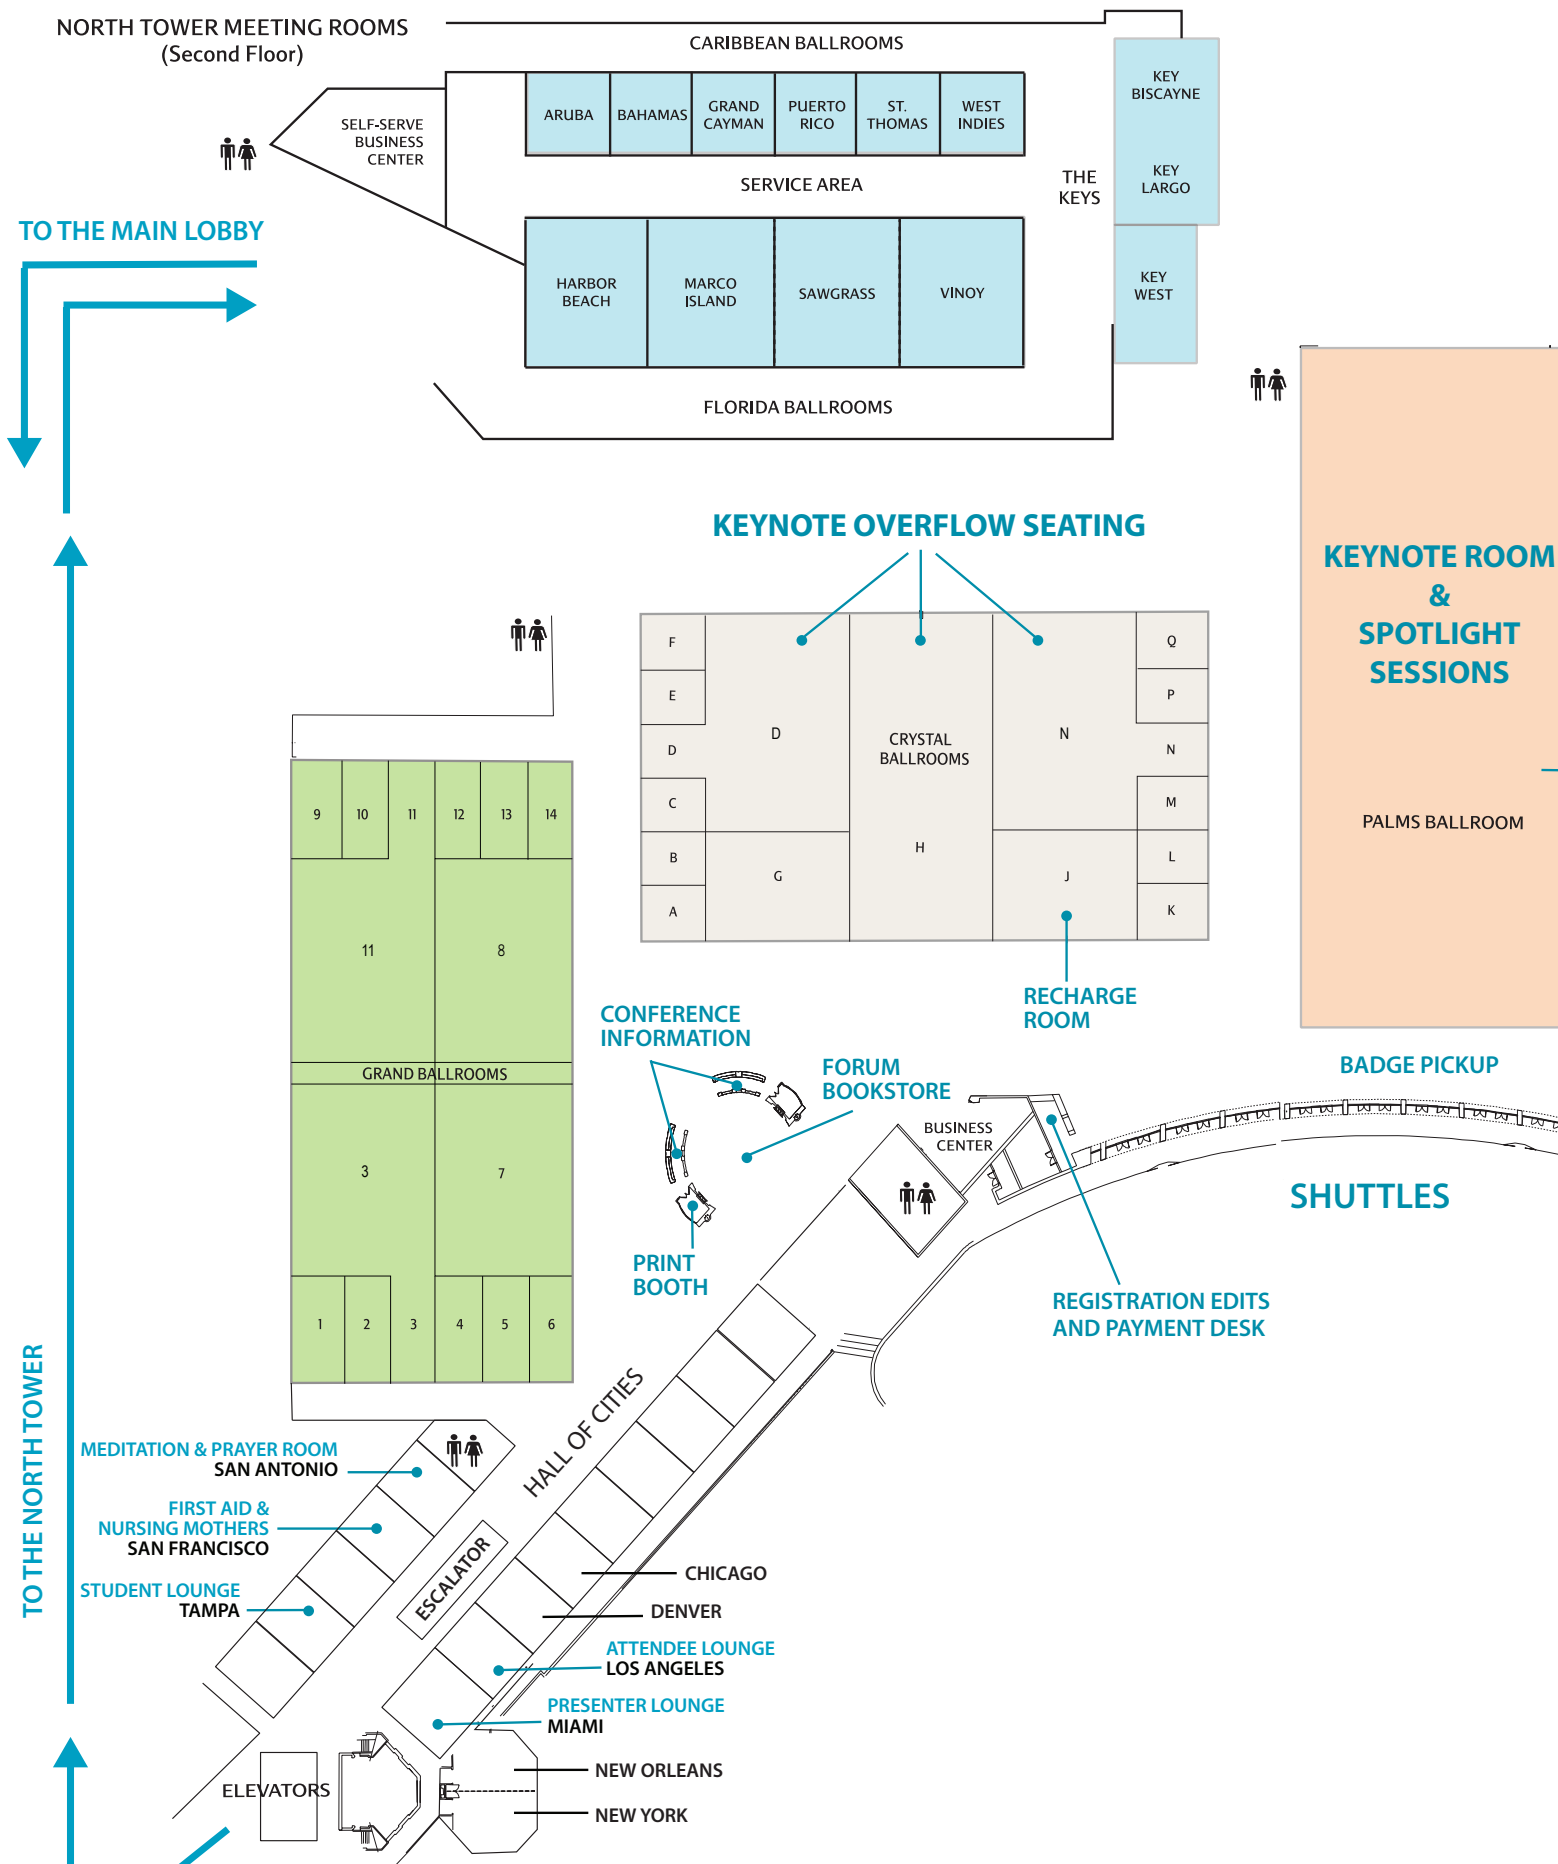 NORTH TOWER MEETING ROOMS
(Second Floor)
CARIBBEAN BALLROOMS
KEY
BISCAYNE
SELF-SERVE
BUSINESS
CENTER
ARUBA
BAHAMAS
GRAND
CAYMAN
PUERTO
RICO
ST.
THOMAS
WEST
INDIES
SERVICE AREA
THE
KEYS
KEY
LARGO
TO THE MAIN LOBBY
HARBOR
BEACH
MARCO
ISLAND
SAWGRASS
VINOY
KEY
WEST
FLORIDA BALLROOMS
KEYNOTE OVERFLOW SEATING
KEYNOTE ROOM
&
SPOTLIGHT
SESSIONS
PALMS BALLROOM
F
E
D
C
B
A
D
G
CRYSTAL
BALLROOMS
H
N
J
Q
P
N
M
L
K
RECHARGE
ROOM
9
10
11
12
13
14
11
8
GRAND BALLROOMS
3
7
1
2
3
4
5
6
CONFERENCE
INFORMATION
FORUM
BOOKSTORE
BUSINESS
CENTER
BADGE PICKUP
SHUTTLES
PRINT
BOOTH
REGISTRATION EDITS
AND PAYMENT DESK
HALL OF CITIES
TO THE NORTH TOWER
MEDITATION & PRAYER ROOM
SAN ANTONIO
FIRST AID &
NURSING MOTHERS
SAN FRANCISCO
STUDENT LOUNGE
TAMPA
ESCALATOR
CHICAGO
DENVER
ATTENDEE LOUNGE
LOS ANGELES
PRESENTER LOUNGE
MIAMI
NEW ORLEANS
NEW YORK
ELEVATORS